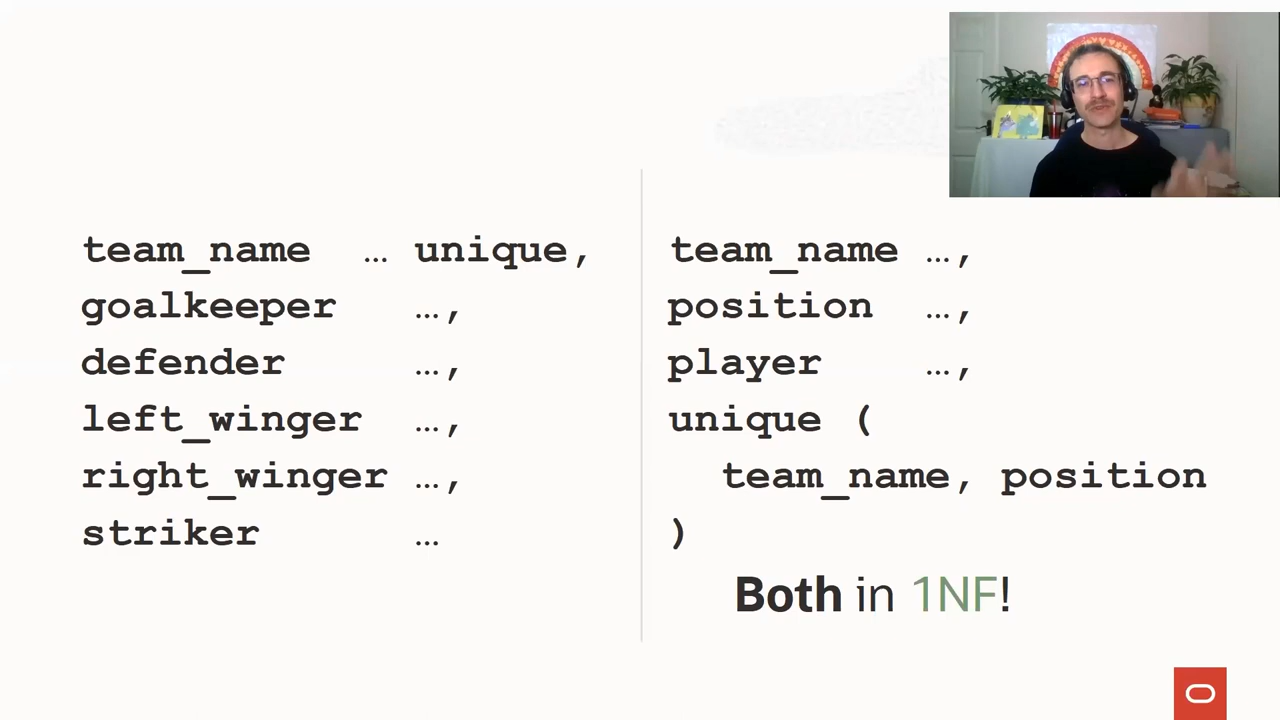 team_name … unique,
goalkeeper …,
defender …,
left_winger …,
right_winger …,
striker …
team_name …,
position …,
player …,
unique (
team_name, position
)
Both in 1NF!